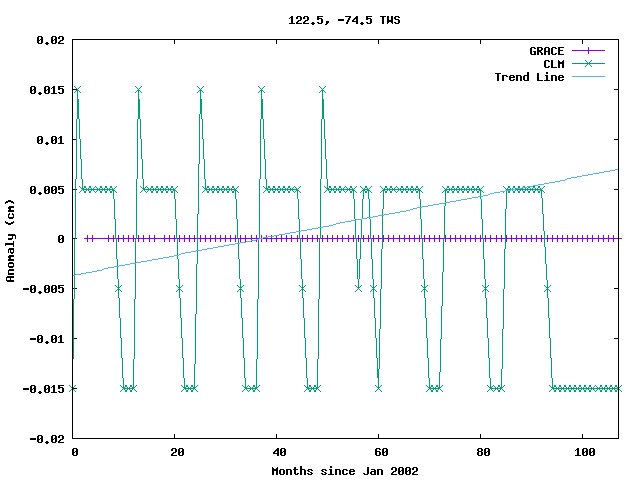 122.5, -74.5 TWS
GRACE
CLM
Trend Line
0.02
0.015
0.01
0.005
0
-0.005
-0.01
-0.015
-0.02
Anomaly (cm)
0 20 40 60 80 100
Months since Jan 2002